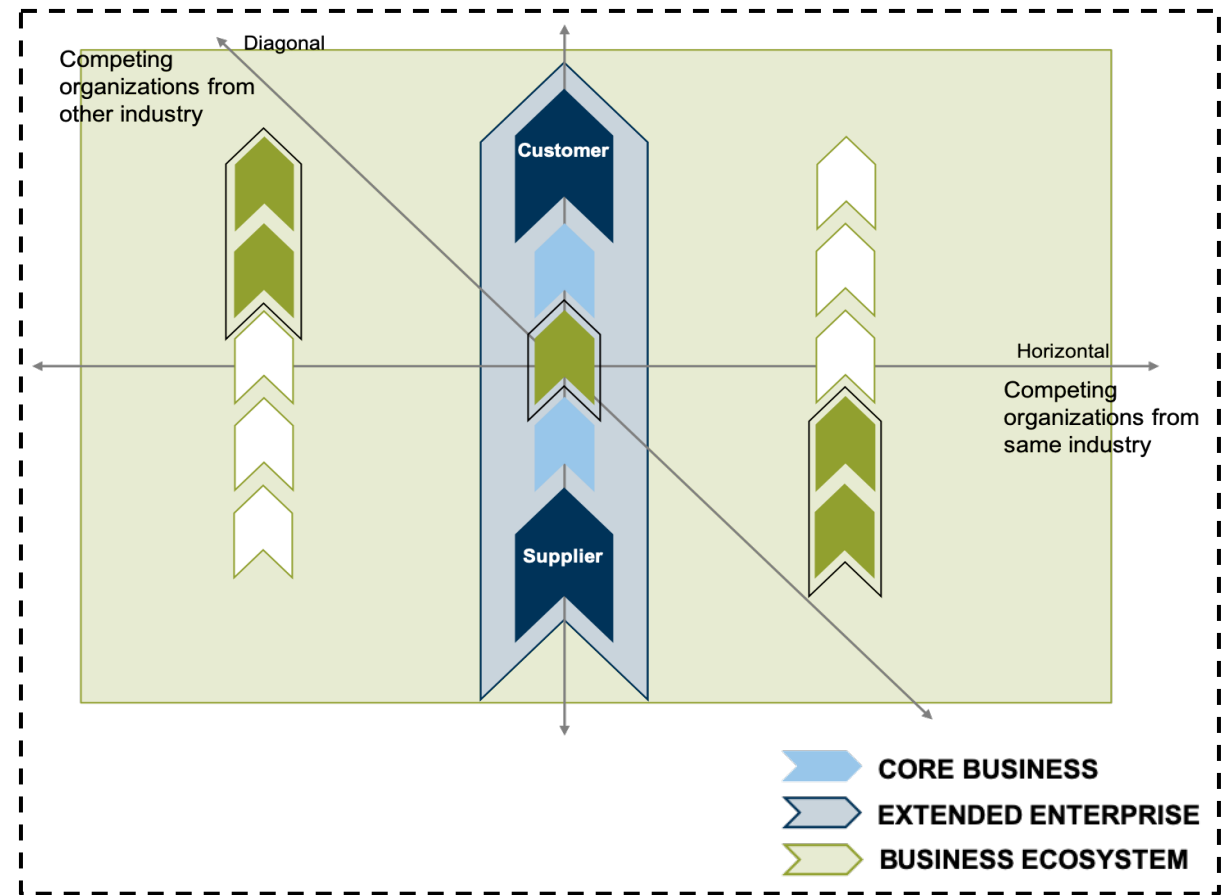 Diagonal
Competing
organizations from
other industry
Customer
Horizontal
Competing
organizations from
same industry
Supplier
CORE BUSINESS
EXTENDED ENTERPRISE
BUSINESS ECOSYSTEM